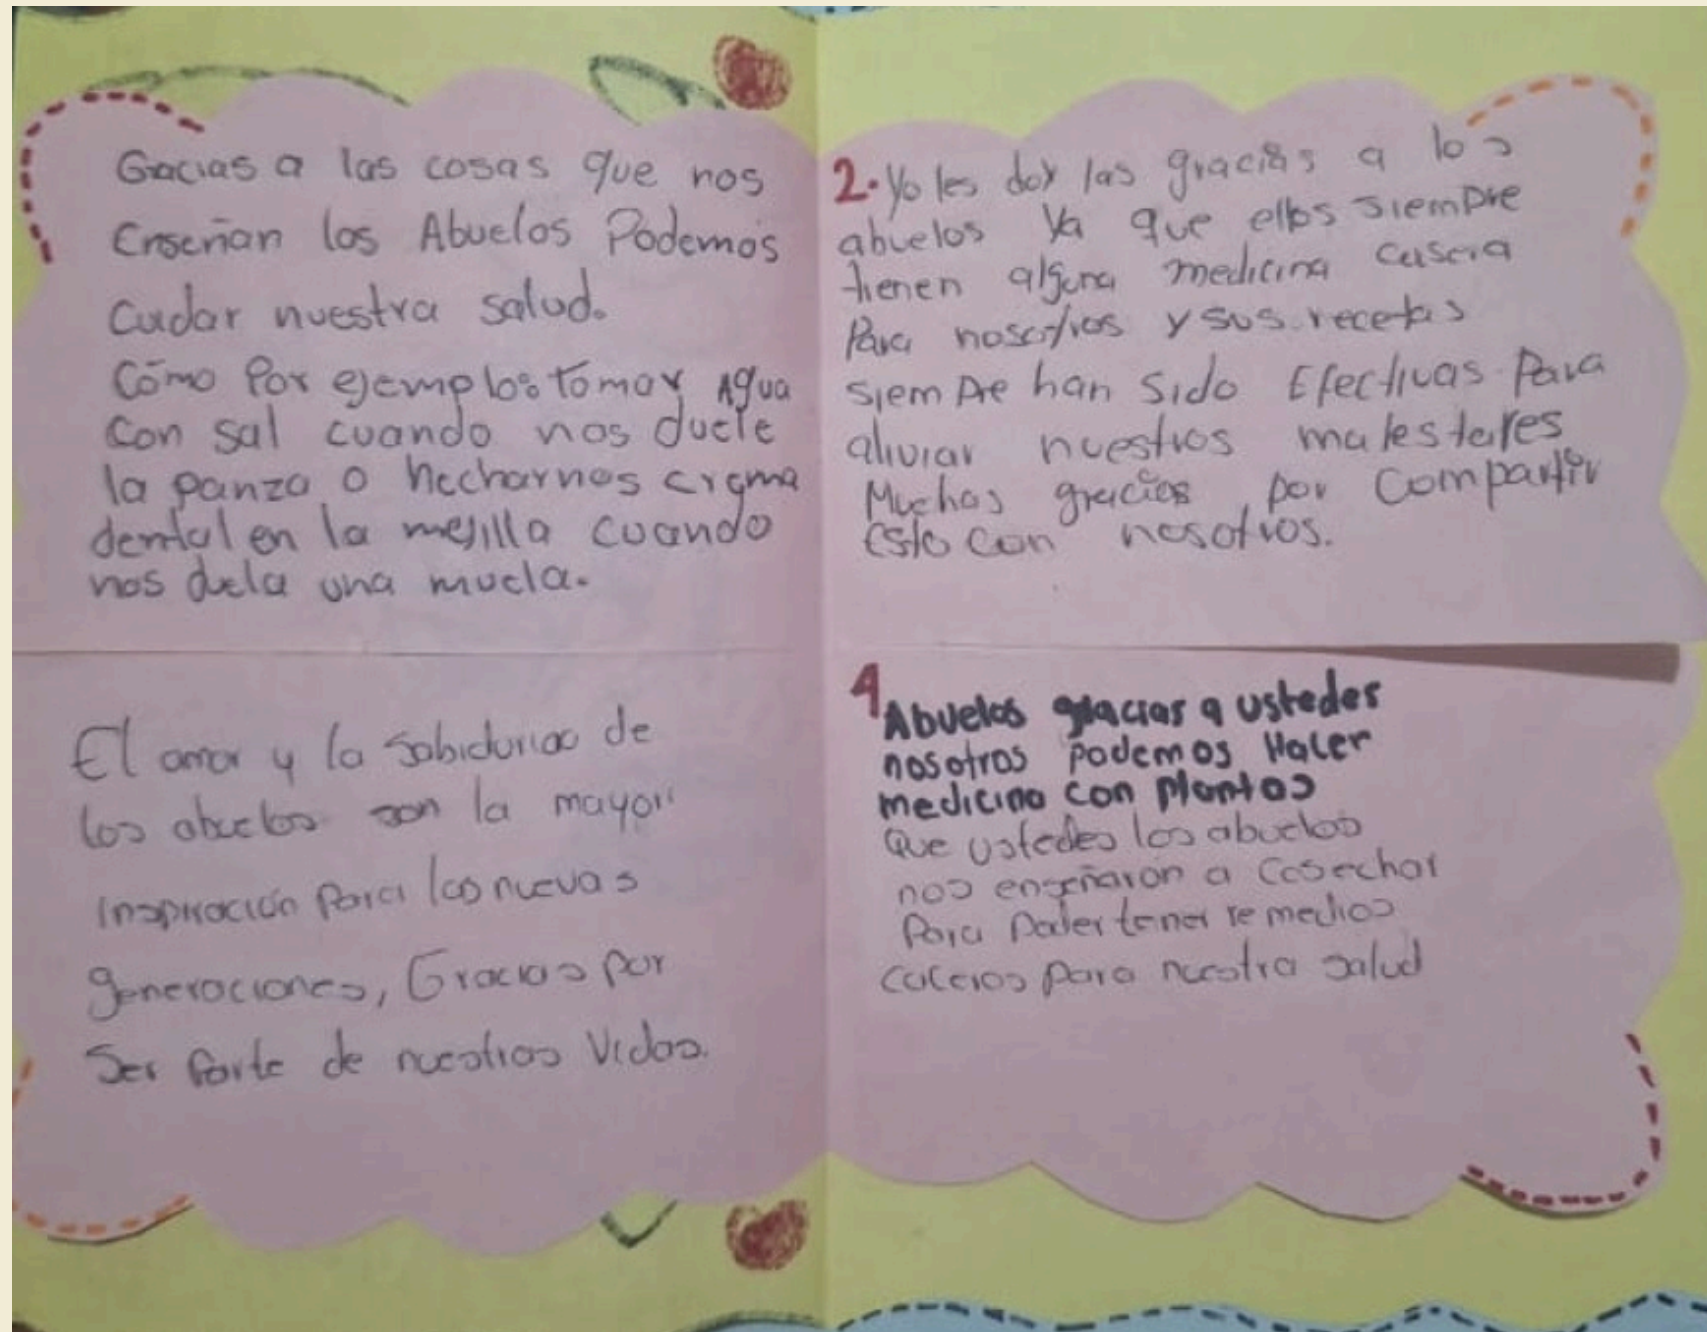 Gracias a las cosas que nos
Enseñan los Abuelos Podemos
Cuidar nuestra salud.
Cómo Por ejemplo: tomar Agua
Con sal cuando nos duele
la panza o hecharnos crema
dental en la mejilla cuando
nos duela una muela.
2. Yo les doy las gracias a los
abuelos Ya que ellos siempre
tienen alguna medicina casera
Para nosotros y sus recetas
siempre han sido Efectivas Para
aliviar nuestros malestares
Muchas gracias por Compartir
Esto con nosotros.
El amor y la sabiduria de
los abuelos son la mayor
inspiración para las nuevas
generaciones, Gracias por
Ser Parte de nuestras Vidas.
4 Abuelos gracias a ustedes
nosotros podemos Hacer
medicina con Plantas
Que ustedes los abuelos
nos enseñaron a Cosechar
Para Poder tener remedios
caceros para nuestra salud